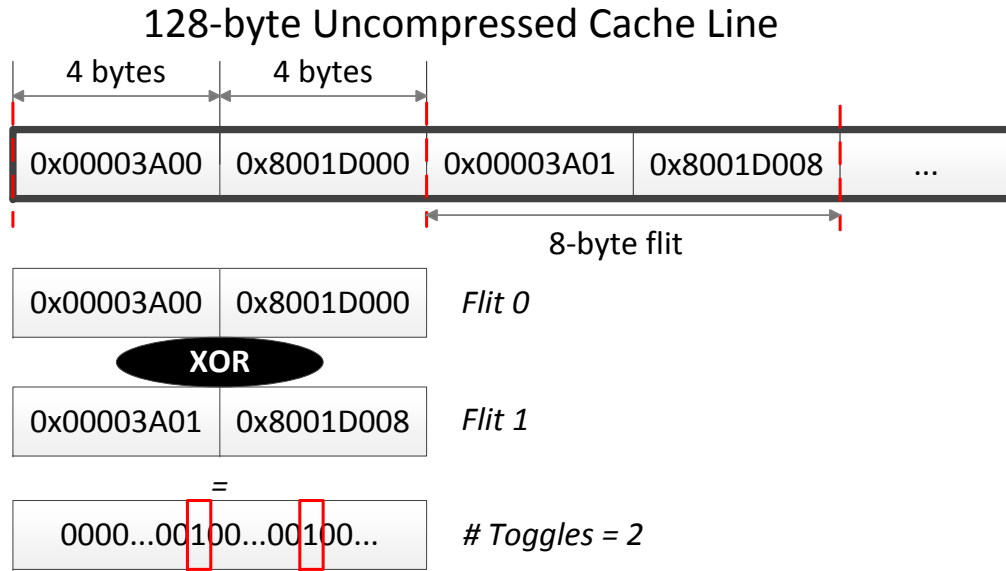 128-byte Uncompressed Cache Line
4 bytes 4 bytes
0x00003A00 0x8001D000 0x00003A01 0x8001D008 ...
8-byte flit
0x00003A00 0x8001D000 Flit 0
XOR
0x00003A01 0x8001D008 Flit 1
=
0000...00100...00100... # Toggles = 2